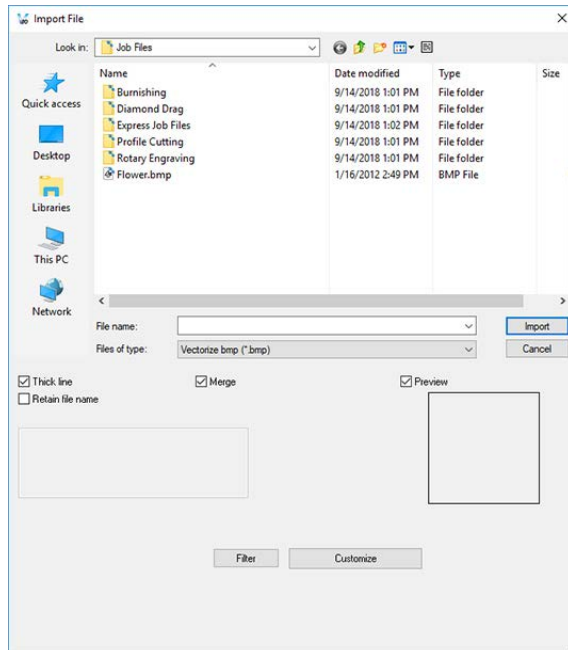 Import File
Look in: Job Files
Name Date modified Type Size
Quick access
Desktop
Libraries
This PC
Network
Burnishing 9/14/2018 1:01 PM File folder
Diamond Drag 9/14/2018 1:01 PM File folder
Express Job Files 9/14/2018 1:02 PM File folder
Profile Cutting 9/14/2018 1:01 PM File folder
Rotary Engraving 9/14/2018 1:01 PM File folder
Flower.bmp 1/16/2012 2:49 PM BMP File
File name: Import
Files of type: Vectorize bmp (*.bmp) Cancel
Thick line Merge Preview
Retain file name
Filter Customize